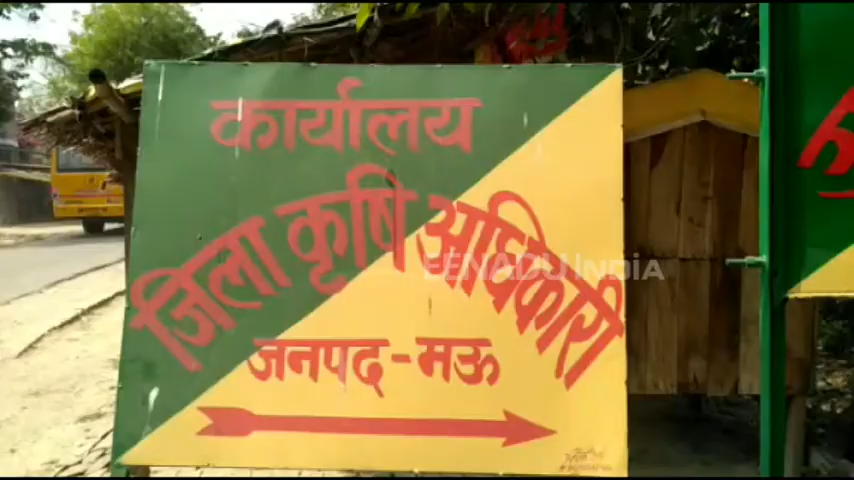 कार्यालय
जिला कृषि अधिकारी
EENADU India
जनपद - मऊ